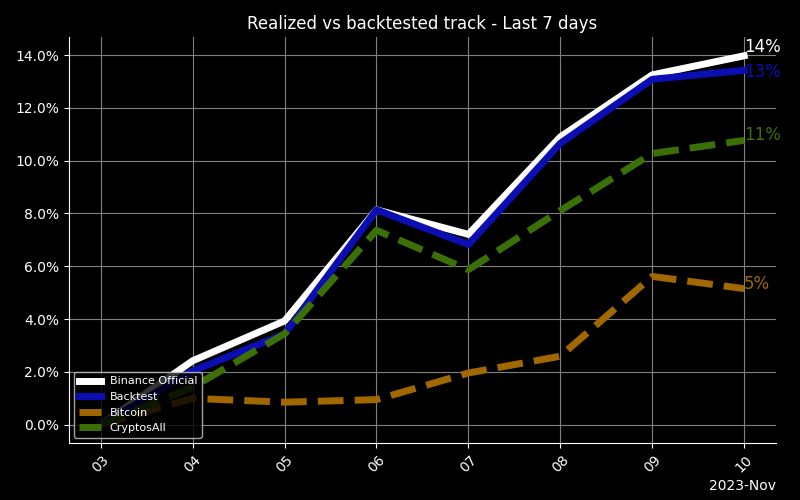 Realized vs backtested track - Last 7 days
14.0%
12.0%
10.0%
8.0%
6.0%
4.0%
2.0%
0.0%
14%
13%
11%
5%
Binance Official
Backtest
Bitcoin
CryptosAll
03 04 05 06 07 08 09 10
2023-Nov